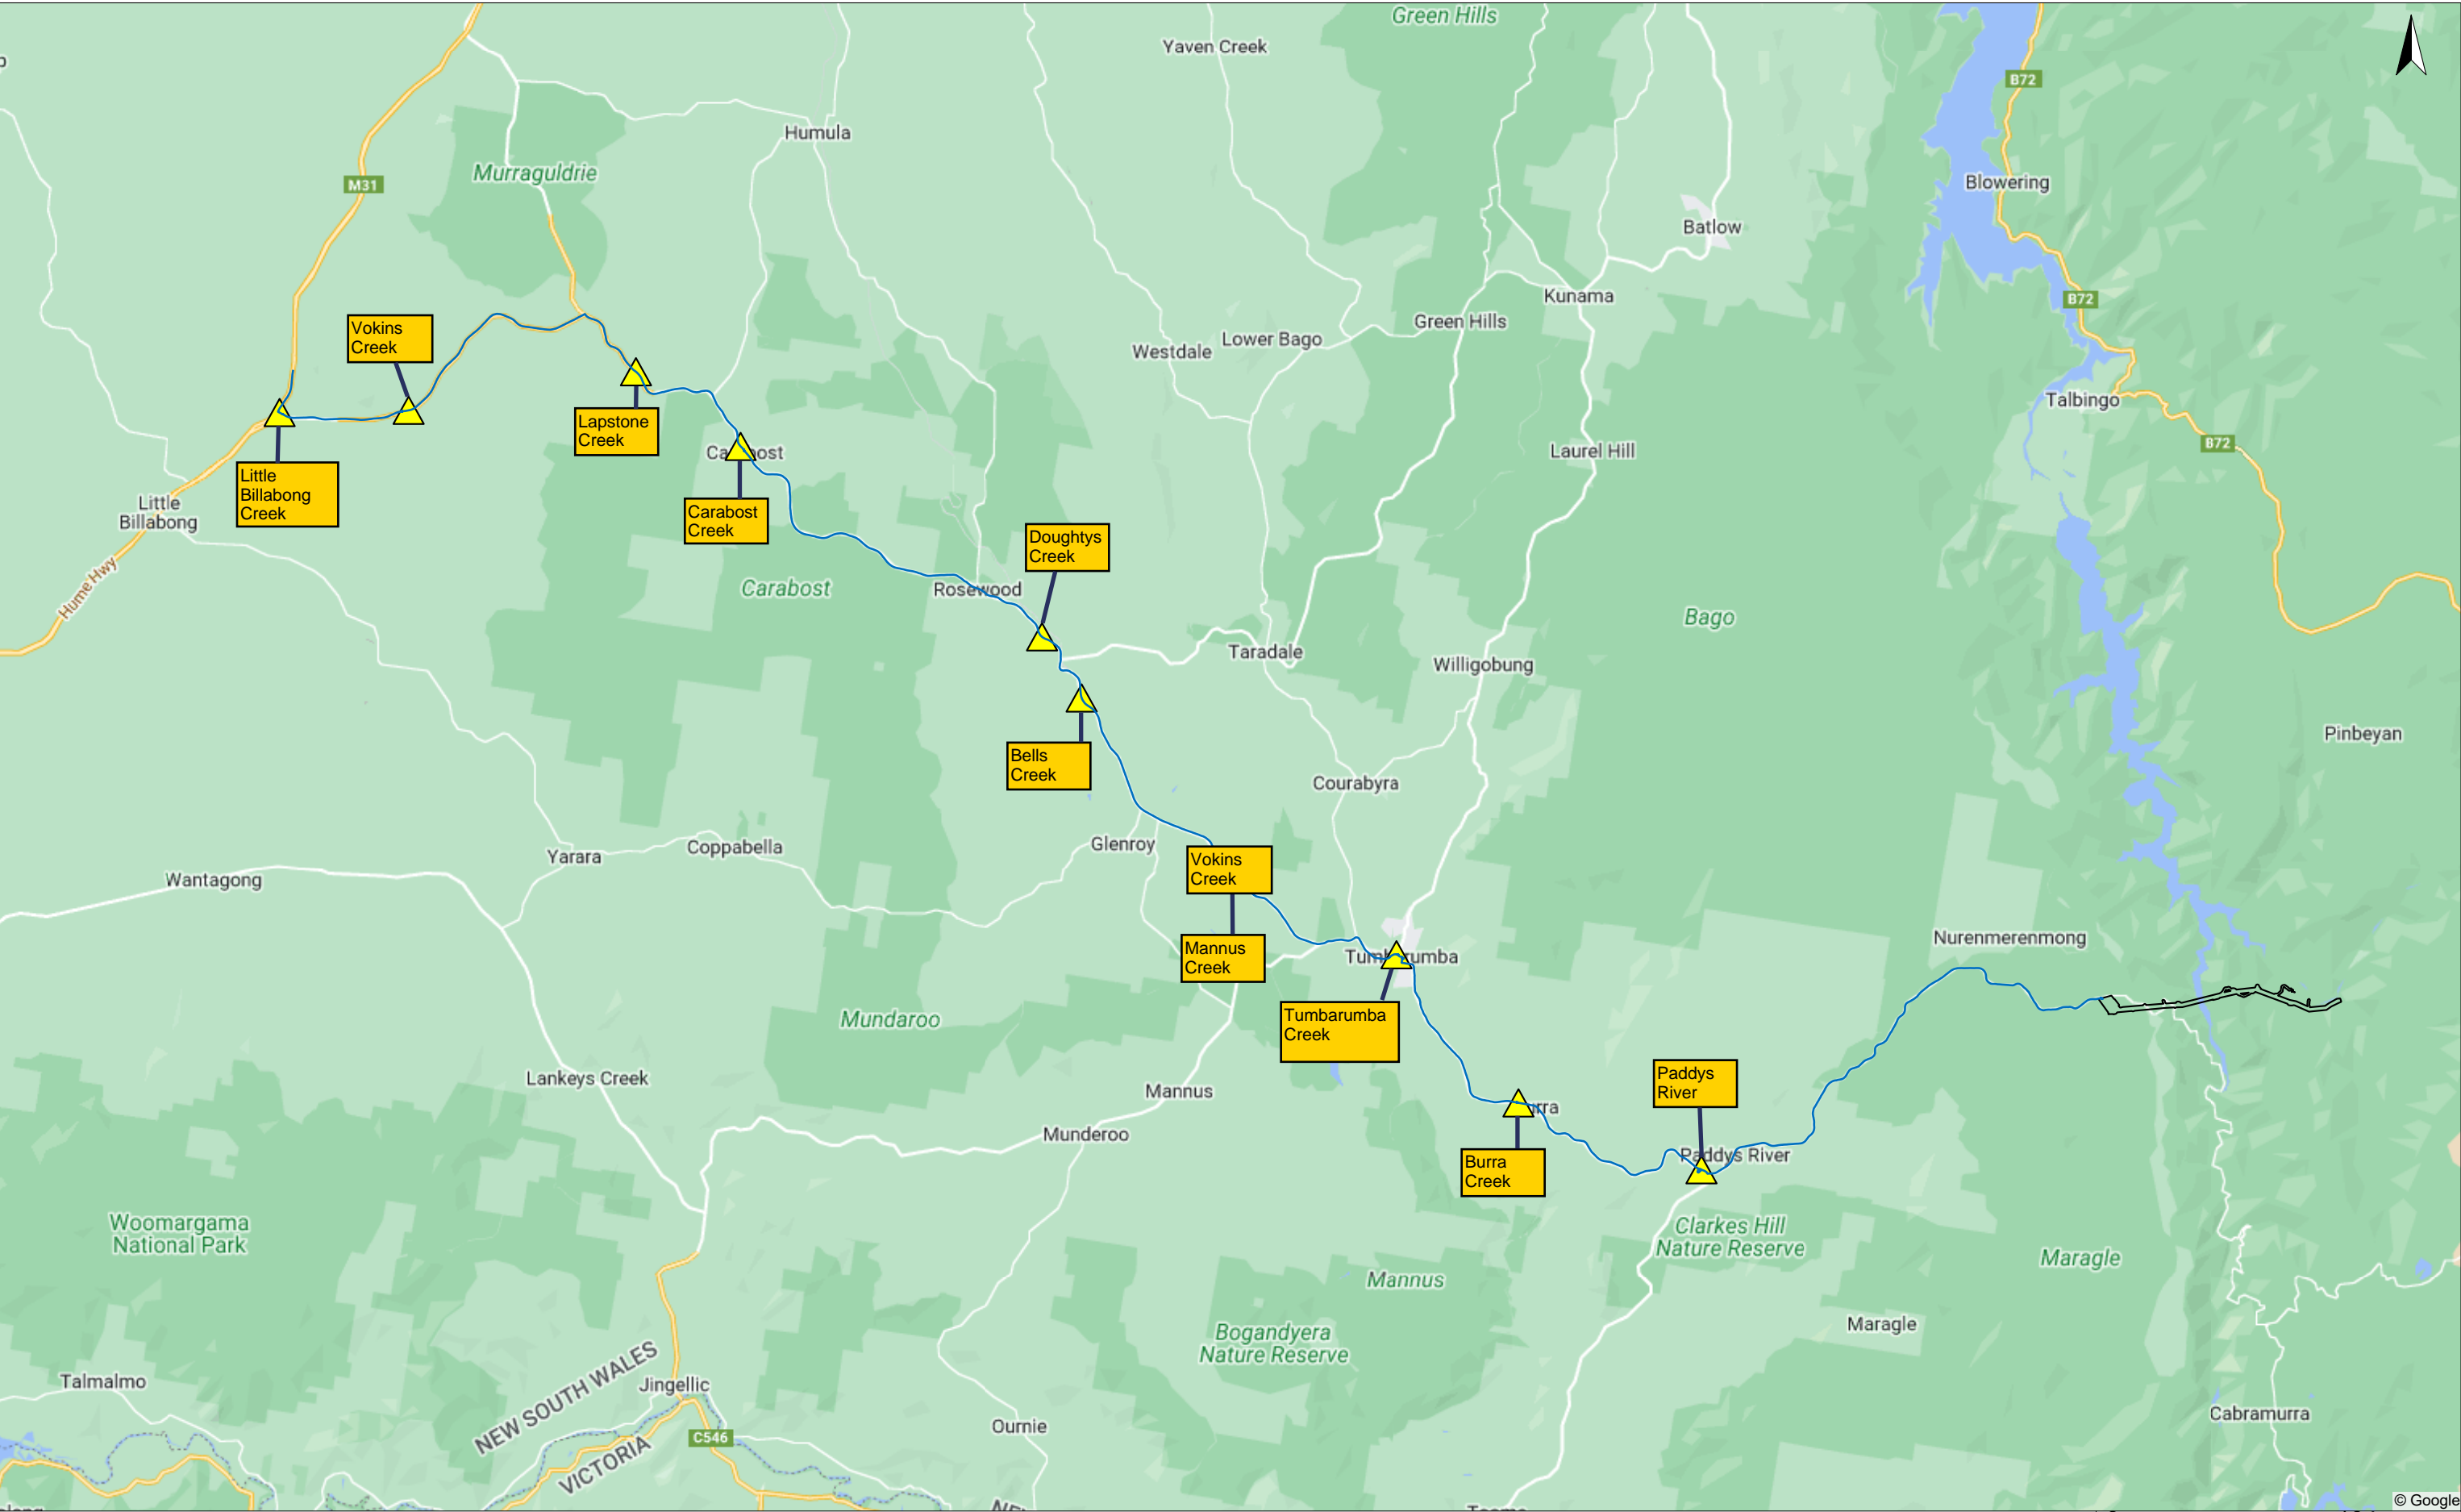 Green Hills
Yaven Creek
B72
Humula
Murraguldrie
M31
Blowering
Batlow
Kunama
B72
Green Hills
Vokins
Creek
Lower Bago
Westdale
Talbingo
Lapstone
Creek
B72
Laurel Hill
Little
Billabong
Creek
Little
Billabong
Carabost
Creek
Doughtys
Creek
Hume Hwy
Carabost
Rosewood
Bago
Taradale
Willigobung
Pinbeyan
Bells
Creek
Courabyra
Glenroy
Coppabella
Yarara
Vokins
Creek
Wantagong
Nurenmerenmong
Mannus
Creek
Tumbarumba
Creek
Mundaroo
Lankeys Creek
Mannus
Paddys
River
Munderoo
Paddys River
Burra
Creek
Woomargama
National Park
Clarkes Hill
Nature Reserve
Maragle
Mannus
Maragle
Bogandyera
Nature Reserve
NEW SOUTH WALES
Talmalmo
Jingellic
Cabramurra
Ournie
C546
VICTORIA
© Google